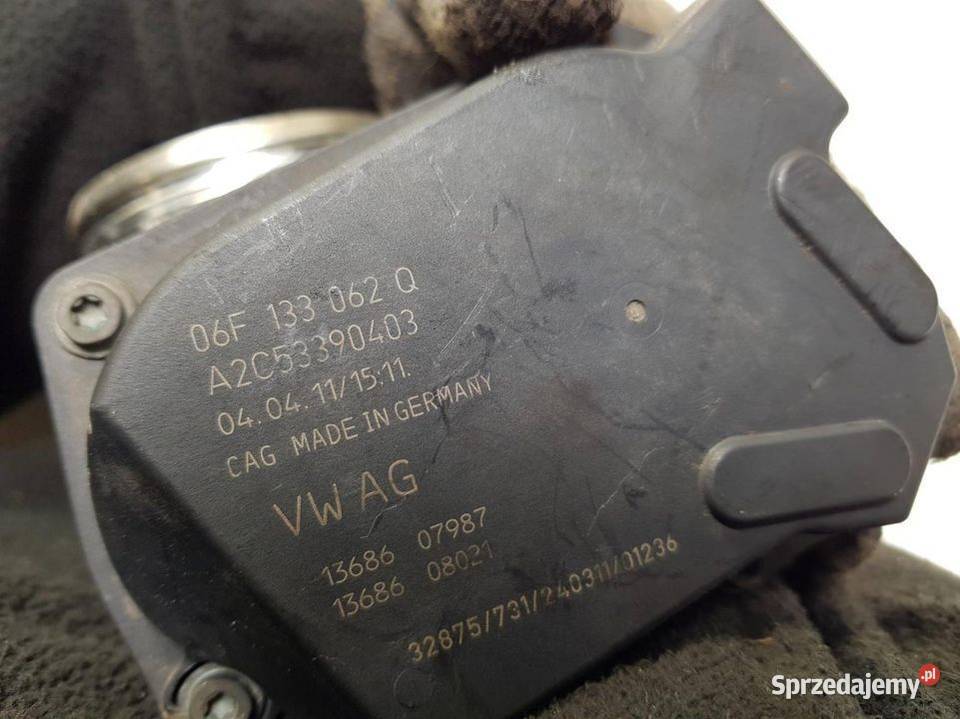 06F 133 062 Q
A2C53390403
04.04.11/15:11.
CAG MADE IN GERMANY
VW AG
13686 07987
13686 08021
32875/731/240311/01236
Sprzedajemy.pl